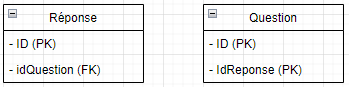 Réponse
- ID (PK)
- idQuestion (FK)
Question
- ID (PK)
- IdReponse (PK)